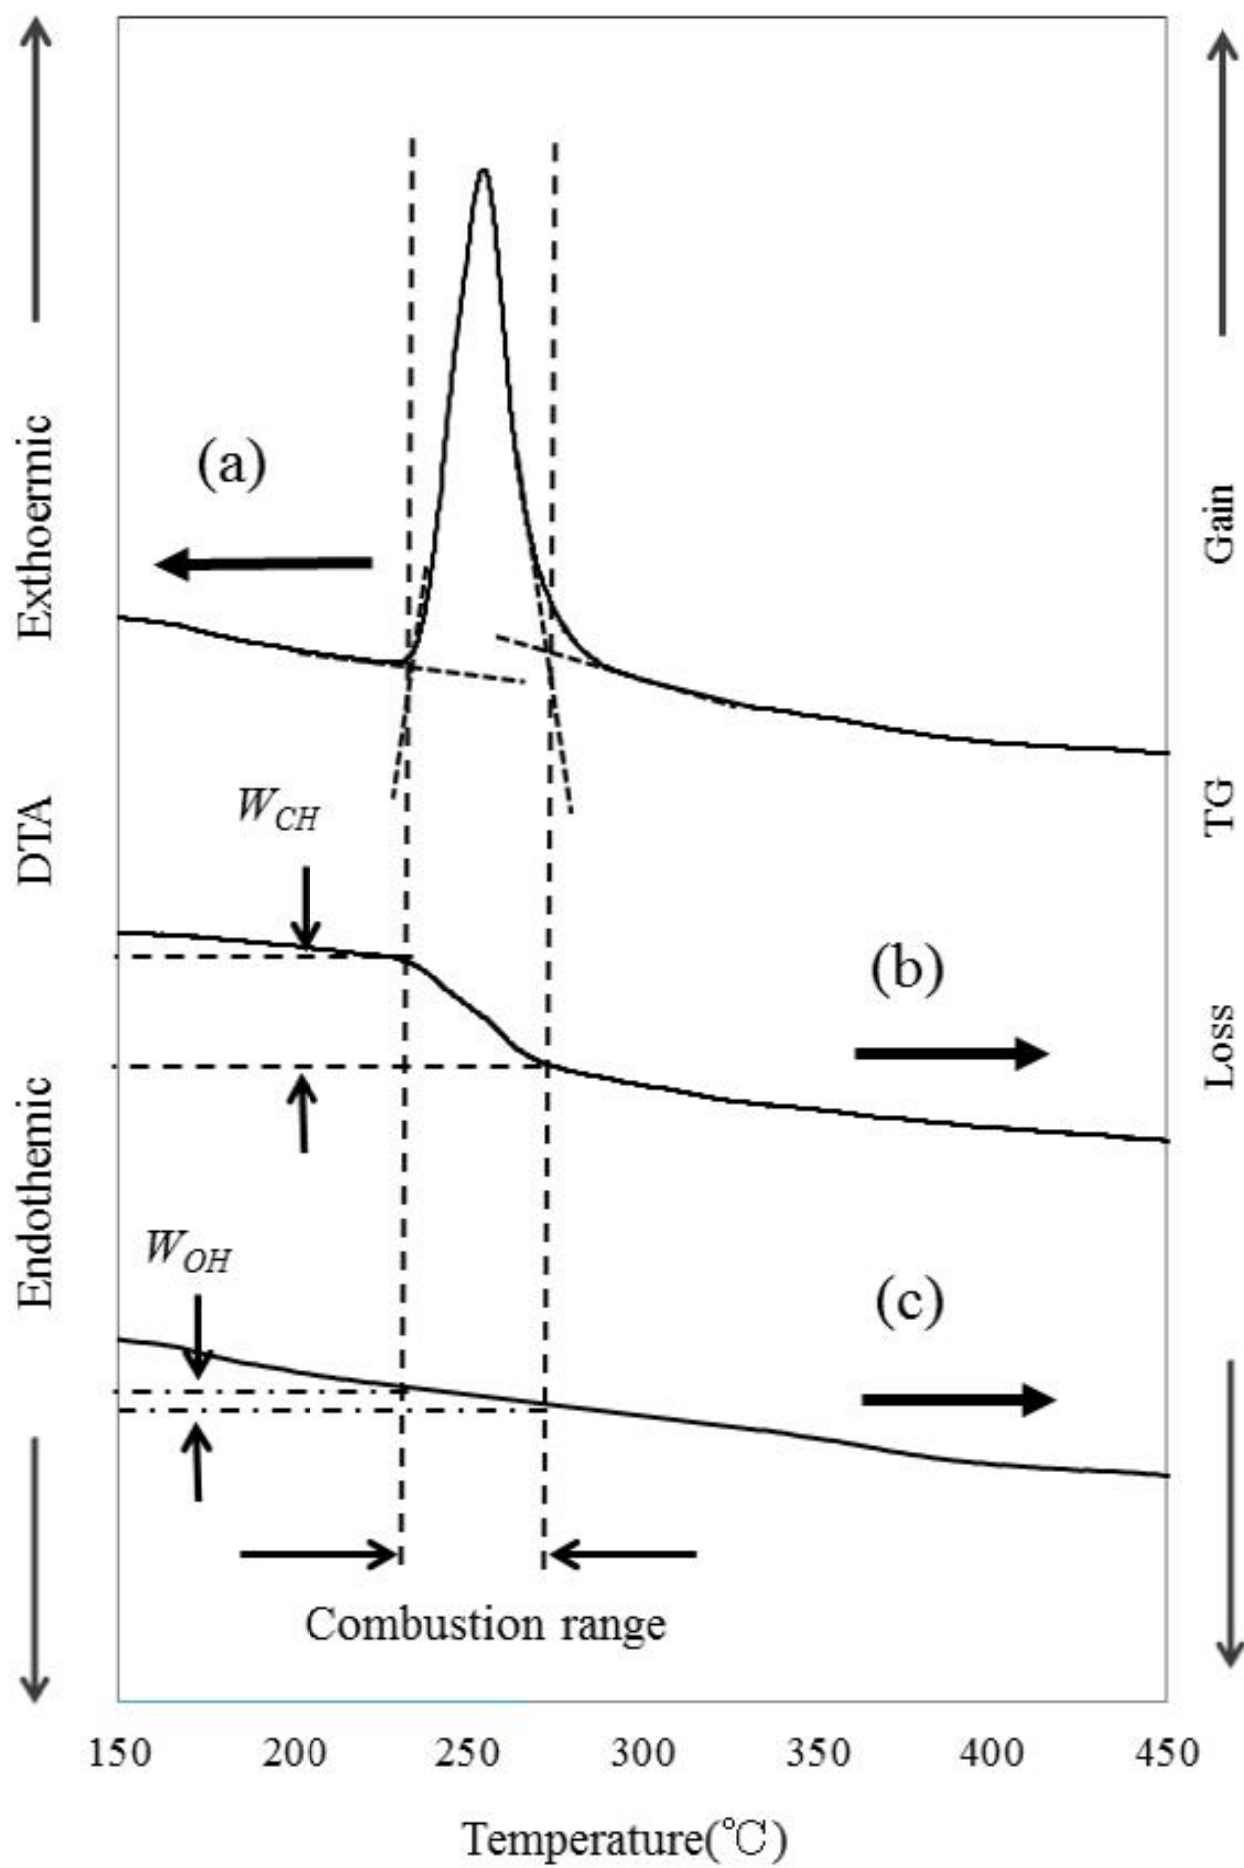 (a)
Exthoermic
Gain
DTA
TG
W_CH
(b)
Loss
Endothemic
W_OH
(c)
Combustion range
150 200 250 300 350 400 450
Temperature(℃)